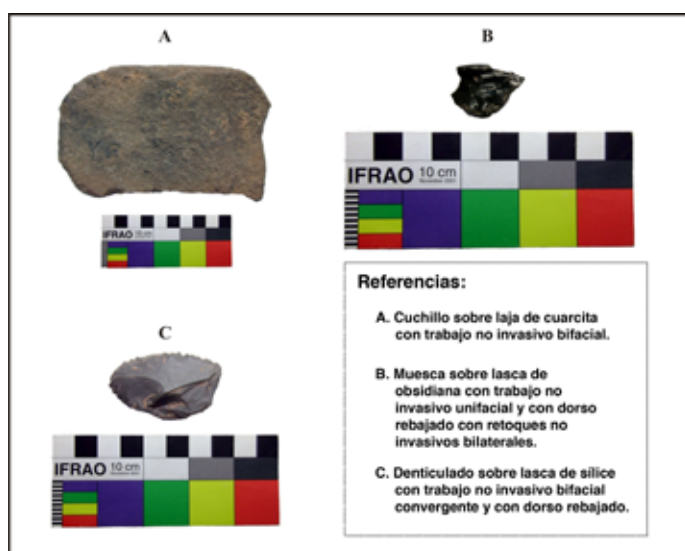 A
B
IFRAO 10 cm
IFRAO
Referencias:
A. Cuchillo sobre laja de cuarcita
con trabajo no invasivo bifacial.
C
B. Muesca sobre lasca de
obsidiana con trabajo no
invasivo unifacial y con dorso
rebajado con retoques no
invasivos bilaterales.
IFRAO 10 cm
C. Denticulado sobre lasca de sílice
con trabajo no invasivo bifacial
convergente y con dorso rebajado.